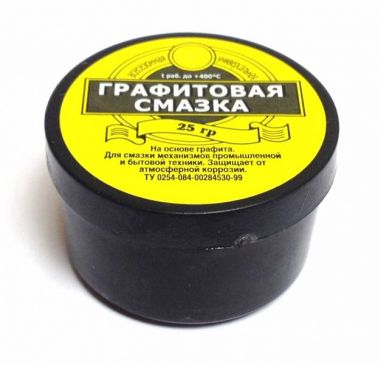 t раб. до +400°С
ГРАФИТОВАЯ
СМАЗКА
25 гр
На основе графита.
Для смазки механизмов промышленной
и бытовой техники. Защищает от
атмосферной коррозии.
ТУ 0254-084-00284530-99